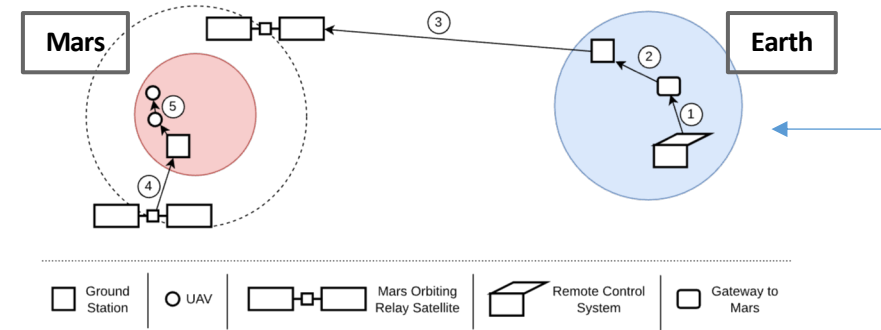 Mars
Earth
3
2
1
5
4
Ground
Station
UAV
Mars Orbiting
Relay Satellite
Remote Control
System
Gateway to
Mars